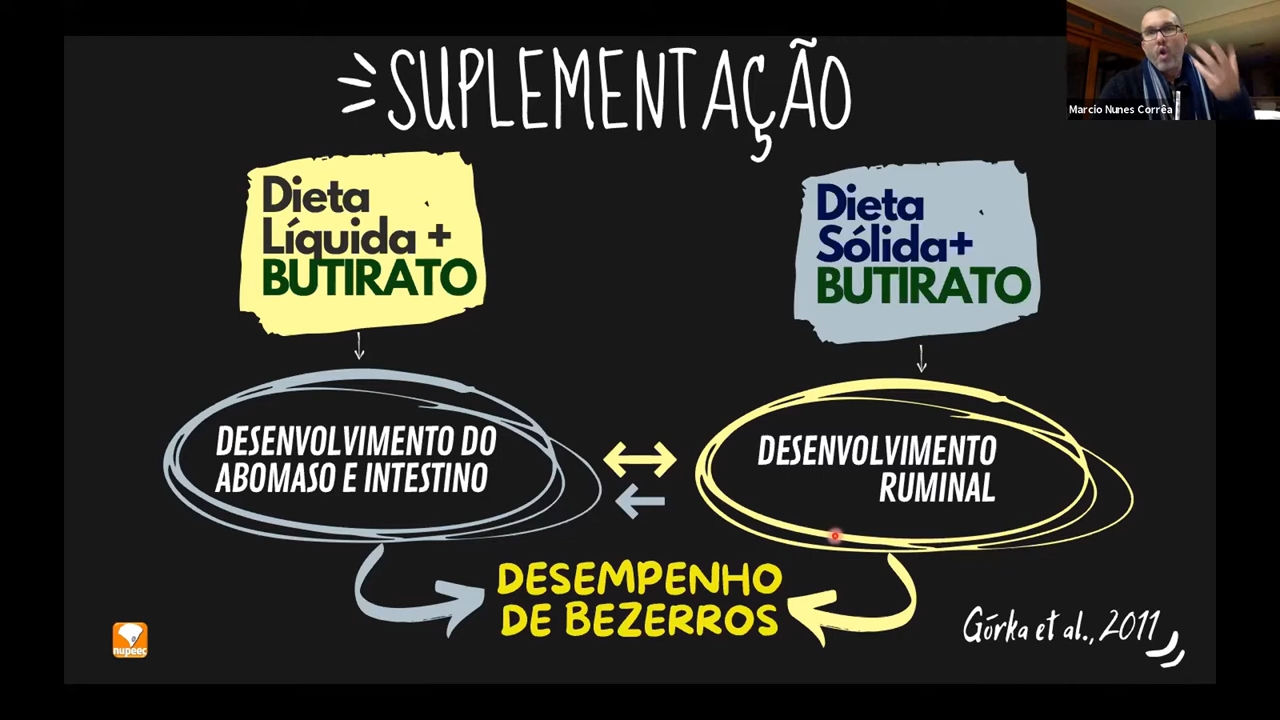 SUPLEMENTAÇÃO
Marcio Nunes Corrêa
Dieta
Líquida +
BUTIRATO
Dieta
Sólida+
BUTIRATO
DESENVOLVIMENTO DO
ABOMASO E INTESTINO
DESENVOLVIMENTO
RUMINAL
DESEMPENHO
DE BEZERROS
Górka et al., 2011
nupeec